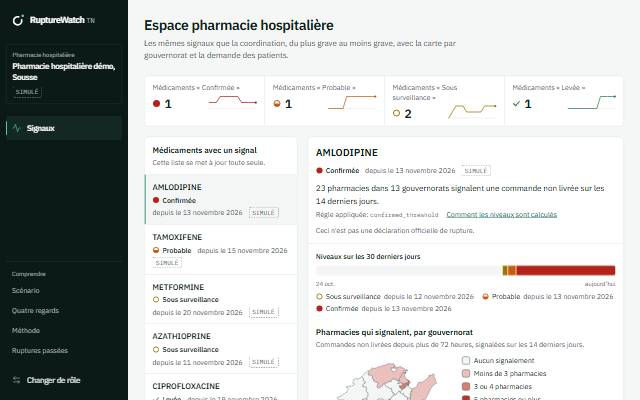 RuptureWatch TN
Pharmacie hospitalière
Pharmacie hospitalière démo,
Sousse
SIMULÉ
Signaux
Comprendre
Scénario
Quatre regards
Méthode
Ruptures passées
Changer de rôle
Espace pharmacie hospitalière
Les mêmes signaux que la coordination, du plus grave au moins grave, avec la carte par
gouvernorat et la demande des patients.
Médicaments « Confirmée »
1
Médicaments « Probable »
1
Médicaments « Sous
surveillance »
2
Médicaments « Levée »
1
Médicaments avec un signal
Cette liste se met à jour toute seule.
AMLODIPINE
Confirmée
depuis le 13 novembre 2026 SIMULÉ
TAMOXIFENE
Probable depuis le 15 novembre 2026
SIMULÉ
METFORMINE
Sous surveillance
depuis le 20 novembre 2026 SIMULÉ
AZATHIOPRINE
Sous surveillance
depuis le 11 novembre 2026 SIMULÉ
CIPROFLOXACINE
AMLODIPINE
Confirmée depuis le 13 novembre 2026 SIMULÉ
23 pharmacies dans 13 gouvernorats signalent une commande non livrée sur les
14 derniers jours.
Règle appliquée: confirmed_threshold Comment les niveaux sont calculés
Ceci n'est pas une déclaration officielle de rupture.
Niveaux sur les 30 derniers jours
24 oct. aujourd'hui
Sous surveillance depuis le 12 novembre 2026 Probable depuis le 13 novembre 2026
Confirmée depuis le 13 novembre 2026
Pharmacies qui signalent, par gouvernorat
Commandes non livrées depuis plus de 72 heures, signalées sur les 14 derniers jours.
Aucun signalement
Moins de 3 pharmacies
3 ou 4 pharmacies